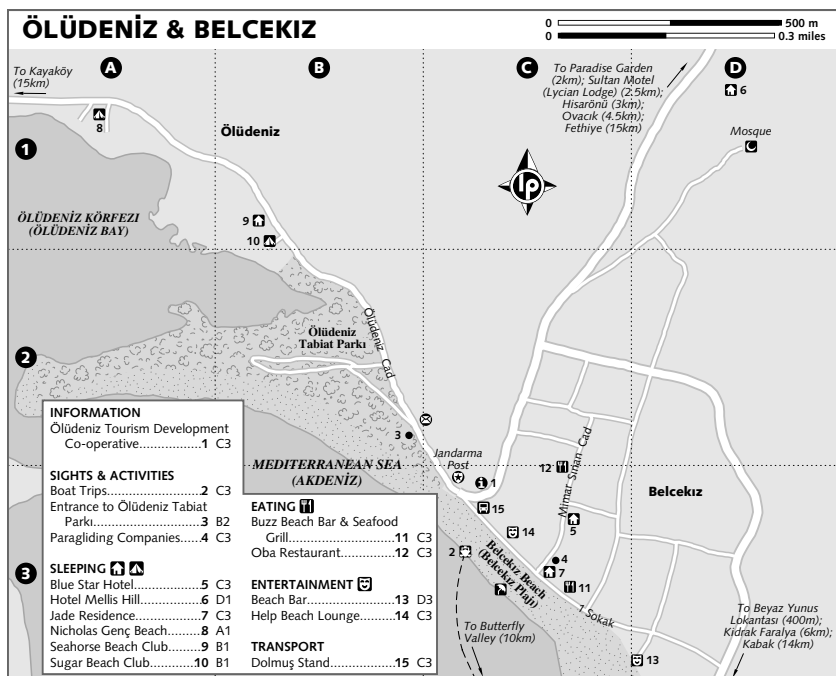 ÖLÜDENİZ & BELCEKIZ
0 500 m
0 0.3 miles
A
B
C
D
1
2
3
To Kayaköy
(15km)
8
Ölüdeniz
To Paradise Garden
(2km); Sultan Motel
(Lycian Lodge) (2.5km);
Hisarönü (3km);
Ovacık (4.5km);
Fethiye (15km)
6
Mosque
lp
ÖLÜDENİZ KÖRFEZI
(ÖLÜDENİZ BAY)
9
10
Ölüdeniz
Tabiat Parkı
Ölüdeniz Cad
3
Jandarma
Post
1
15
MEDITERRANEAN SEA
(AKDENİZ)
12
Mimar Sinan Cad
Belcekız
5
14
2
4
7
11
Belcekız Beach
(Belcekız Plajı)
1 Sokak
To Butterfly
Valley (10km)
13
To Beyaz Yunus
Lokantası (400m);
Kidrak Faralya (6km);
Kabak (14km)
INFORMATION
Ölüdeniz Tourism Development
Co-operative................1 C3
SIGHTS & ACTIVITIES
Boat Trips.......................2 C3
Entrance to Ölüdeniz Tabiat
Parkı..............................3 B2
Paragliding Companies....4 C3
SLEEPING
Blue Star Hotel................5 C3
Hotel Mellis Hill...............6 D1
Jade Residence................7 C3
Nicholas Genç Beach.......8 A1
Seahorse Beach Club.......9 B1
Sugar Beach Club..........10 B1
EATING
Buzz Beach Bar & Seafood
Grill............................11 C3
Oba Restaurant.............12 C3
ENTERTAINMENT
Beach Bar......................13 D3
Help Beach Lounge........14 C3
TRANSPORT
Dolmuş Stand................15 C3